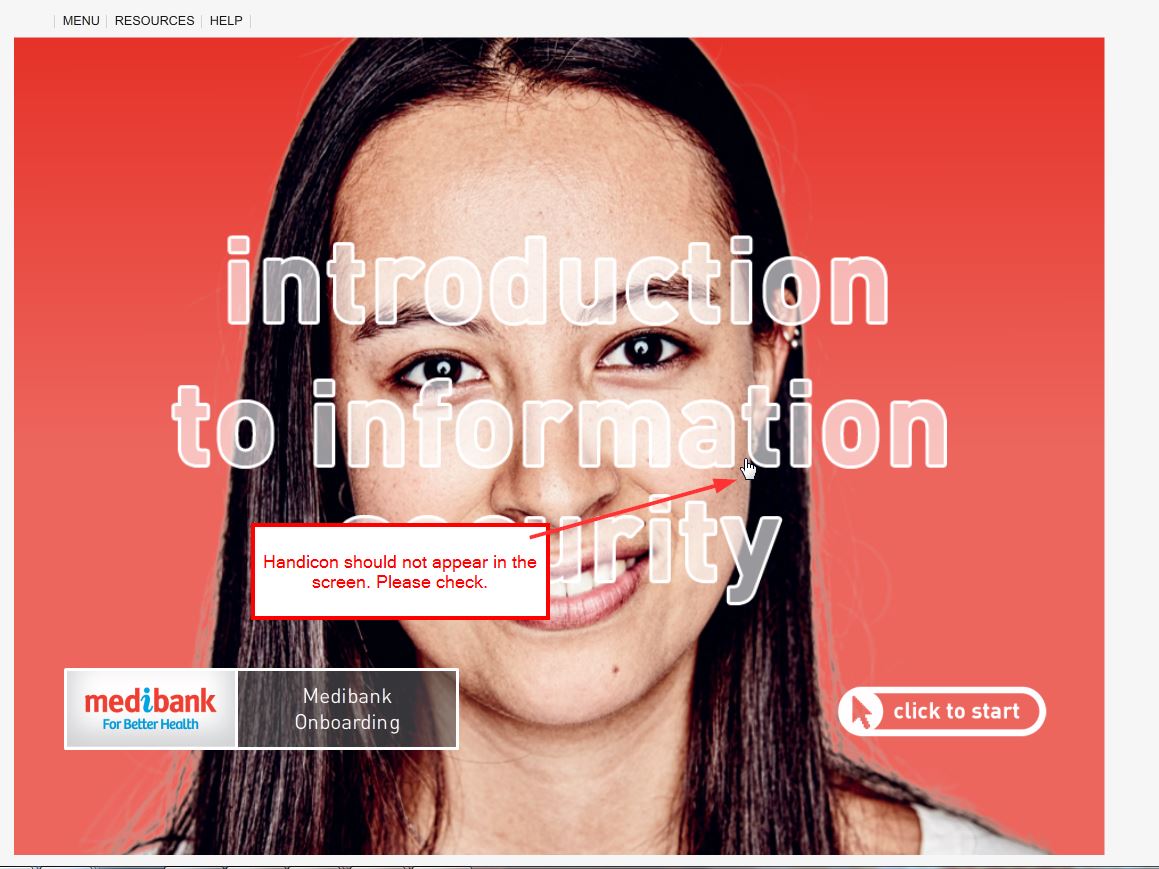 MENU RESOURCES HELP
introduction
to information
security
Handicon should not appear in the
screen. Please check.
medibank
For Better Health
Medibank
Onboarding
click to start